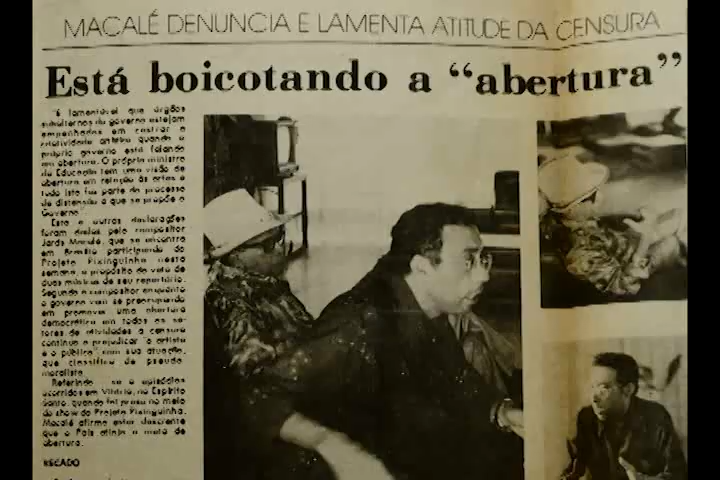 MACALÉ DENUNCIA E LAMENTA ATITUDE DA CENSURA
Está boicotando a “abertura”
"É lamentável que órgãos
subalternos do governo estejam
empenhados em castrar a
criatividade artística quando o
próprio governo está falando
em abertura. O próprio ministro
da Educação tem uma visão de
abertura em relação às artes e
tudo isto faz parte do processo
de distensão a que se propõe o
Governo".
Esta e outras declarações
foram dadas pelo compositor
Jards Macalé, que se encontra
em Brasília participando do
Projeto Pixinguinha nesta
semana, a propósito do veto de
duas músicas de seu repertório.
Segundo o compositor enquanto
o governo vem se preocupando
em promover uma abertura
democrática em todos os se-
tores de atividades a censura
continua a prejudicar "o artista
e o público" com sua atuação,
que classifica de pseudo-
moralista.
Referindo-se a episódios
ocorridos em Vitória, no Espírito
Santo, quando foi preso no meio
do show do Projeto Pixinguinha,
Macalé afirma estar descrente
que o País atinja a meta de
abertura.
RECADO